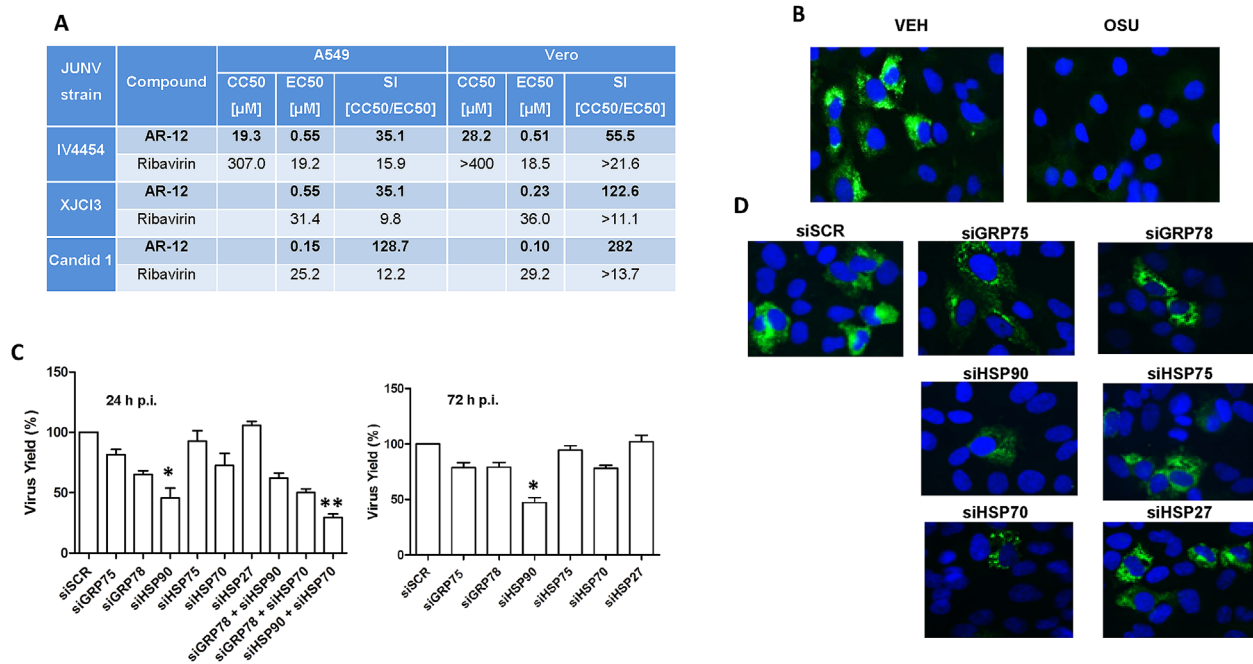 A
JUNV strain Compound A549 Vero
CC50 [µM] EC50 [µM] SI [CC50/EC50] CC50 [µM] EC50 [µM] SI [CC50/EC50]
IV4454 AR-12 19.3 0.55 35.1 28.2 0.51 55.5
Ribavirin 307.0 19.2 15.9 >400 18.5 >21.6
XJCl3 AR-12 0.55 35.1 0.23 122.6
Ribavirin 31.4 9.8 36.0 >11.1
Candid 1 AR-12 0.15 128.7 0.10 282
Ribavirin 25.2 12.2 29.2 >13.7
B
VEH OSU
C
24 h p.i.
Virus Yield (%)
150
100
50
0
*
**
siSCR
siGRP75
siGRP78
siHSP90
siHSP75
siHSP70
siHSP27
siGRP78 + siHSP90
siGRP78 + siHSP70
siHSP90 + siHSP70
72 h p.i.
Virus Yield (%)
150
100
50
0
*
siSCR
siGRP75
siGRP78
siHSP90
siHSP75
siHSP70
siHSP27
D
siSCR siGRP75 siGRP78
siHSP90 siHSP75
siHSP70 siHSP27